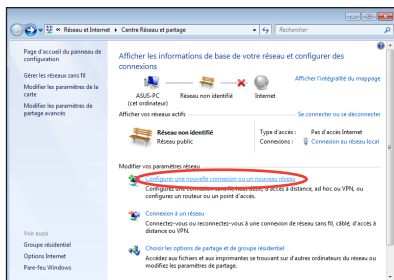 Réseau et Internet ▸ Centre Réseau et partage
Rechercher
Page d'accueil du panneau de configuration
Gérer les réseaux sans fil
Modifier les paramètres de la carte
Modifier les paramètres de partage avancés
Afficher les informations de base de votre réseau et configurer des connexions
Afficher l'intégralité du mappage
ASUS-PC
(cet ordinateur)
Réseau non identifié
Internet
Afficher vos réseaux actifs
Se connecter ou se déconnecter
Réseau non identifié
Réseau public
Type d'accès : Pas d'accès Internet
Connexions : Connexion au réseau local
Modifier vos paramètres réseau
Configurer une nouvelle connexion ou un nouveau réseau
Configurez une connexion sans fil, haut débit, d'accès à distance, ad hoc ou VPN, ou
configurez un routeur ou un point d'accès.
Connexion à un réseau
Connectez-vous ou reconnectez-vous à une connexion de réseau sans fil, câblé, d'accès à
distance ou VPN.
Choisir les options de partage et de groupe résidentiel
Accédez aux fichiers et aux imprimantes se trouvant sur d'autres ordinateurs du réseau ou
modifiez les paramètres de partage.
Voir aussi
Groupe résidentiel
Options Internet
Pare-feu Windows